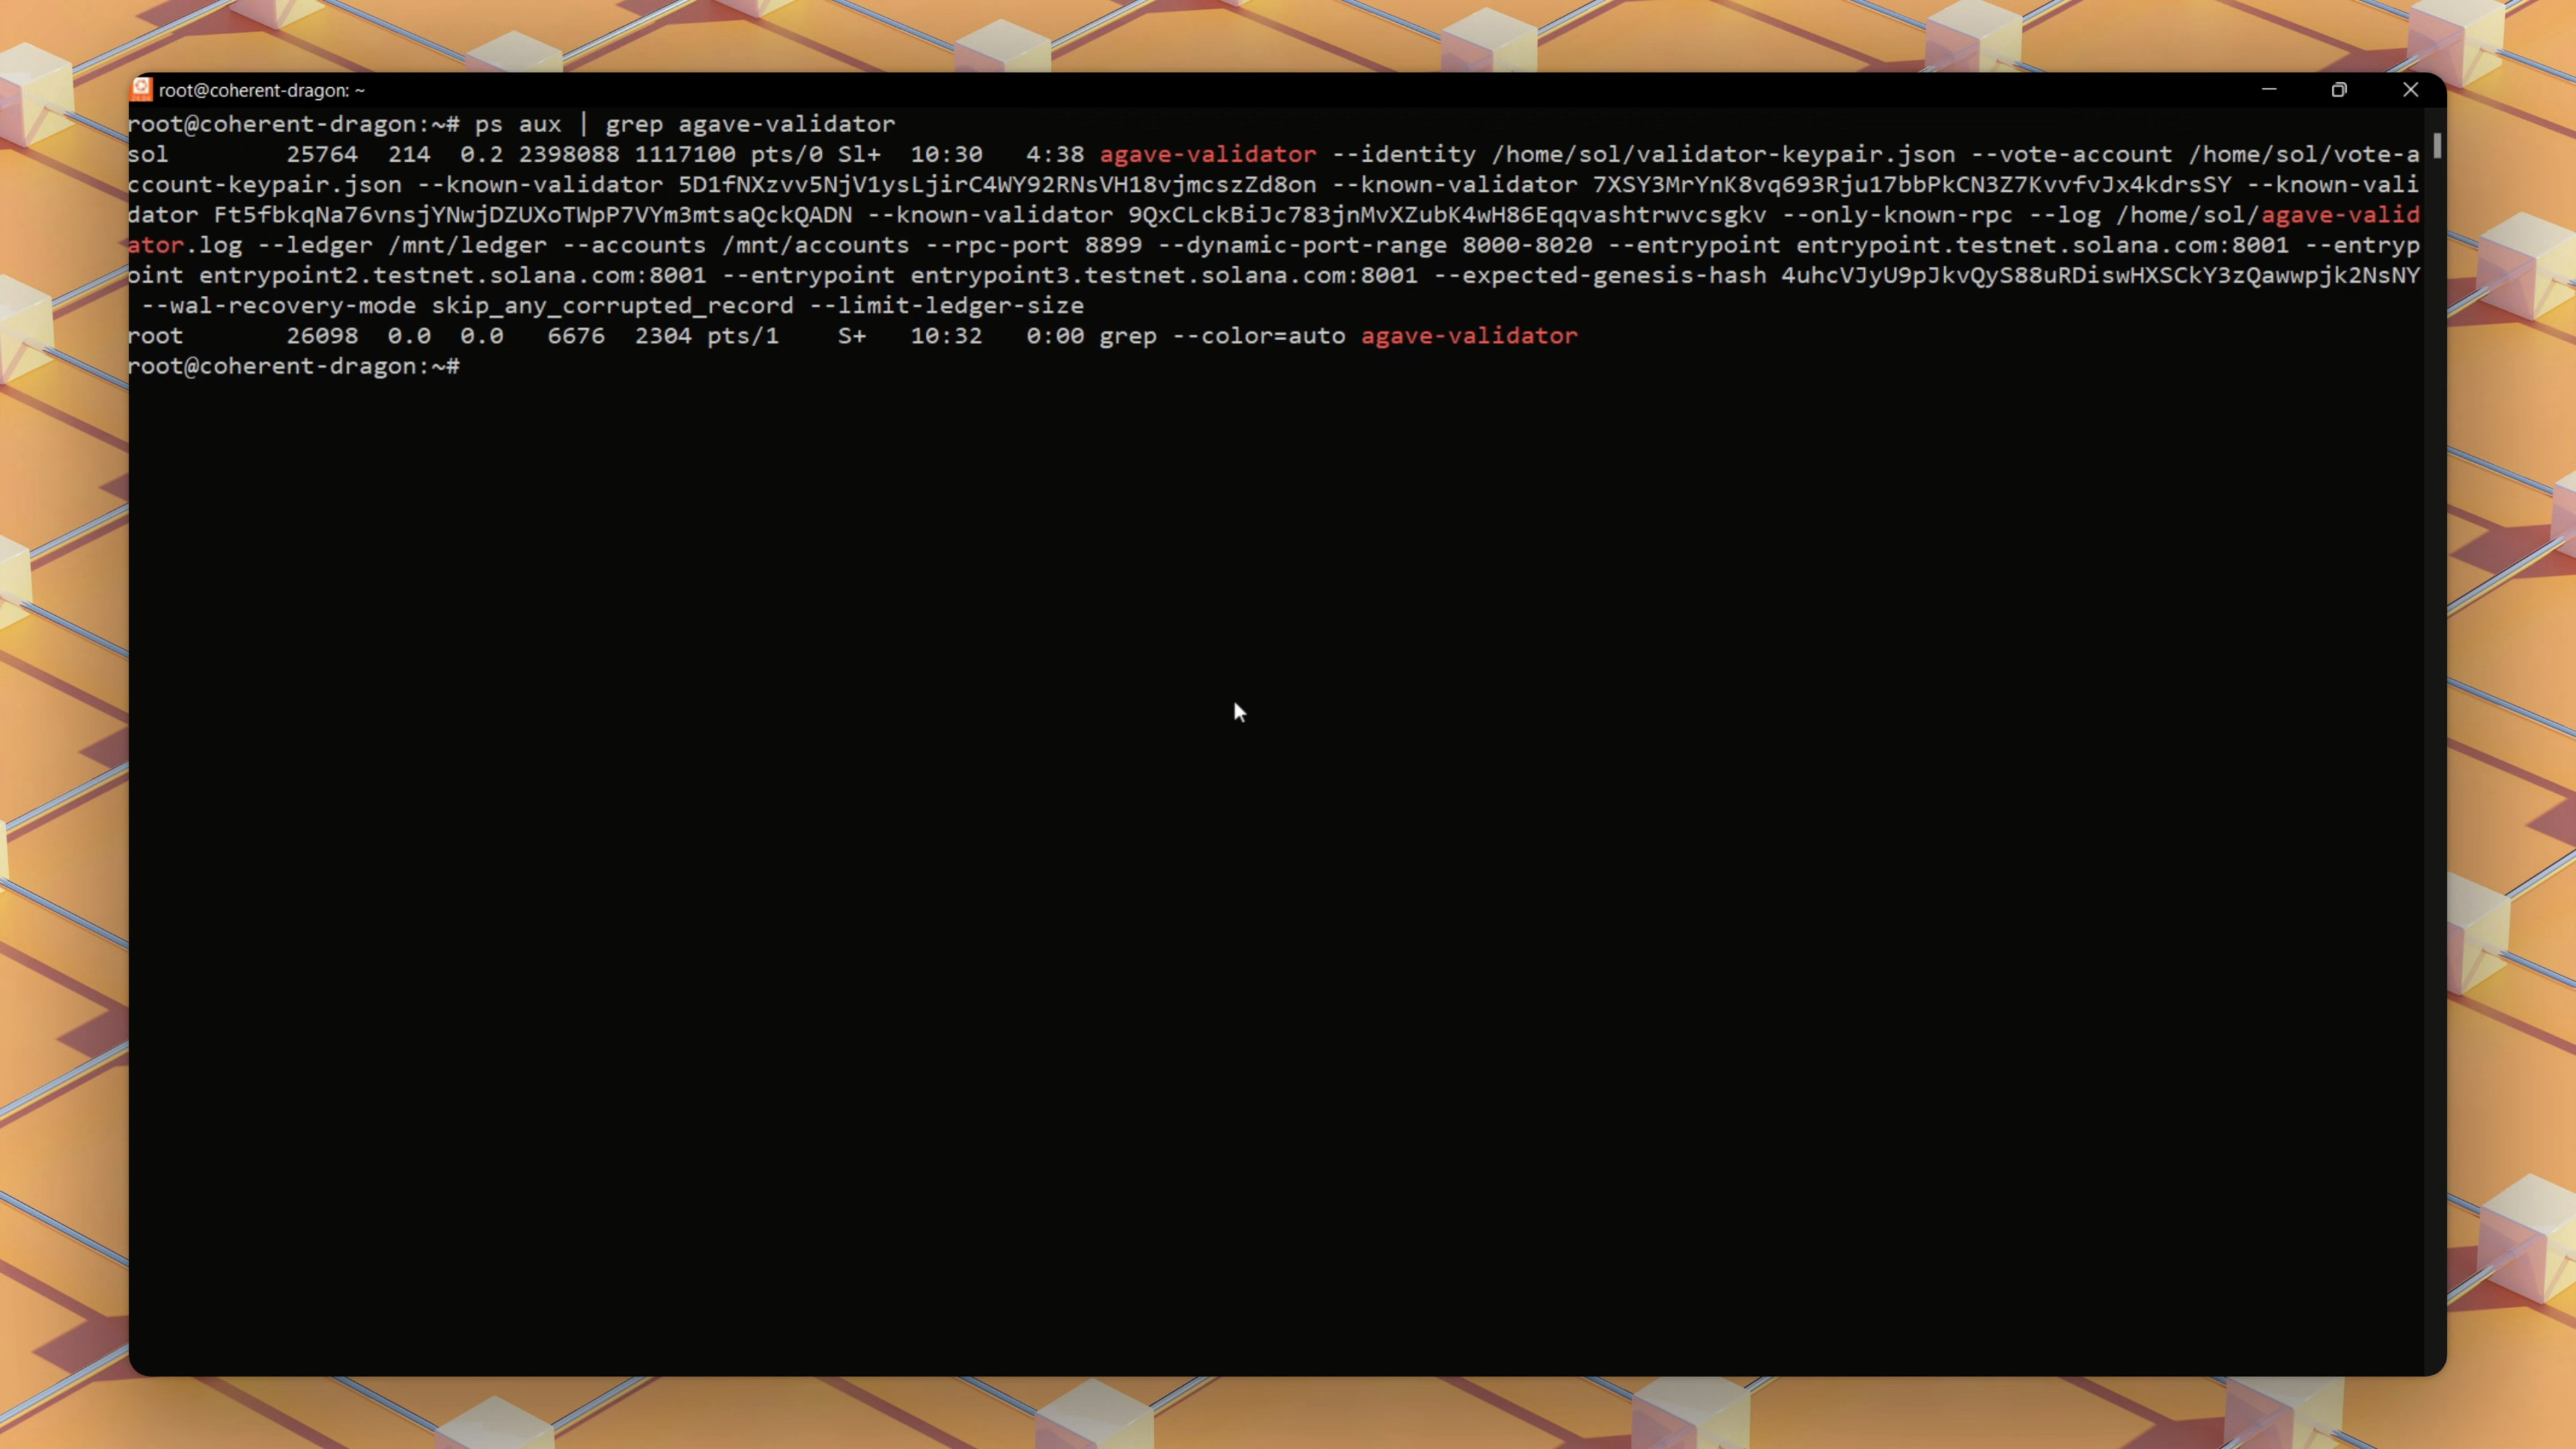 root@coherent-dragon: ~
root@coherent-dragon:~# ps aux | grep agave-validator
sol        25764  214  0.2 2398088 1117100 pts/0 Sl+  10:30   4:38 agave-validator --identity /home/sol/validator-keypair.json --vote-account /home/sol/vote-a
ccount-keypair.json --known-validator 5D1fNXzvv5NjV1ysLjirC4WY92RNsVH18vjmcszZd8on --known-validator 7XSY3MrYnK8vq693Rju17bbPkCN3Z7KvvfvJx4kdrsSY --known-vali
dator Ft5fbkqNa76vnsjYNwjDZUXoTWpP7VYm3mtsaQckQADN --known-validator 9QxCLckBiJc783jnMvXZubK4wH86Eqqvashtrwvcsgkv --only-known-rpc --log /home/sol/agave-valid
ator.log --ledger /mnt/ledger --accounts /mnt/accounts --rpc-port 8899 --dynamic-port-range 8000-8020 --entrypoint entrypoint.testnet.solana.com:8001 --entryp
oint entrypoint2.testnet.solana.com:8001 --entrypoint entrypoint3.testnet.solana.com:8001 --expected-genesis-hash 4uhcVJyU9pJkvQyS88uRDiswHXSCkY3zQawwpjk2NsNY
 --wal-recovery-mode skip_any_corrupted_record --limit-ledger-size
root       26098  0.0  0.0   6676  2304 pts/1    S+   10:32   0:00 grep --color=auto agave-validator
root@coherent-dragon:~#